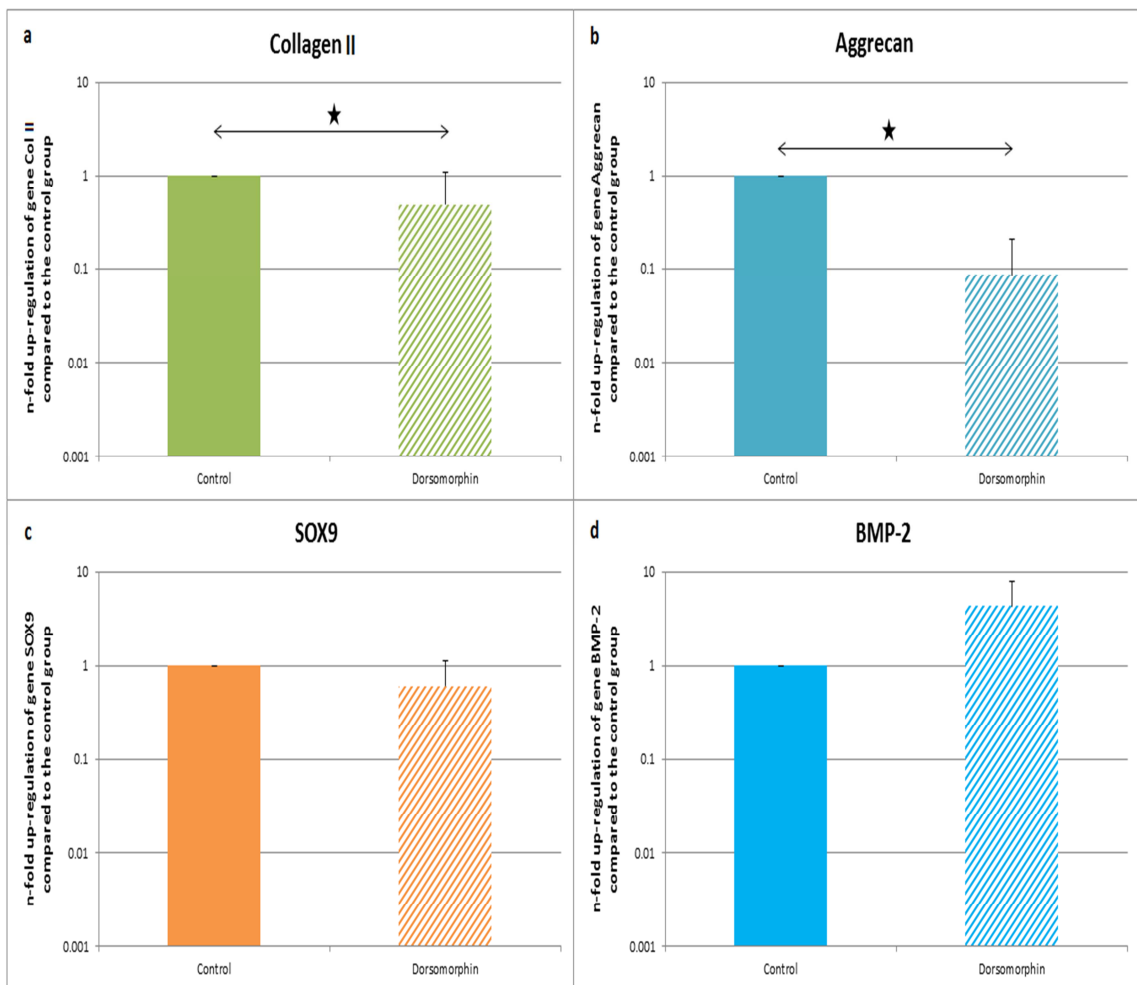 a
Collagen II
n-fold up-regulation of gene Col II
compared to the control group
10
1
0.1
0.01
0.001
Control
Dorsomorphin
b
Aggrecan
n-fold up-regulation of gene Aggrecan
compared to the control group
10
1
0.1
0.01
0.001
Control
Dorsomorphin
c
SOX9
n-fold up-regulation of gene SOX9
compared to the control group
10
1
0.1
0.01
0.001
Control
Dorsomorphin
d
BMP-2
n-fold up-regulation of gene BMP-2
compared to the control group
10
1
0.1
0.01
0.001
Control
Dorsomorphin